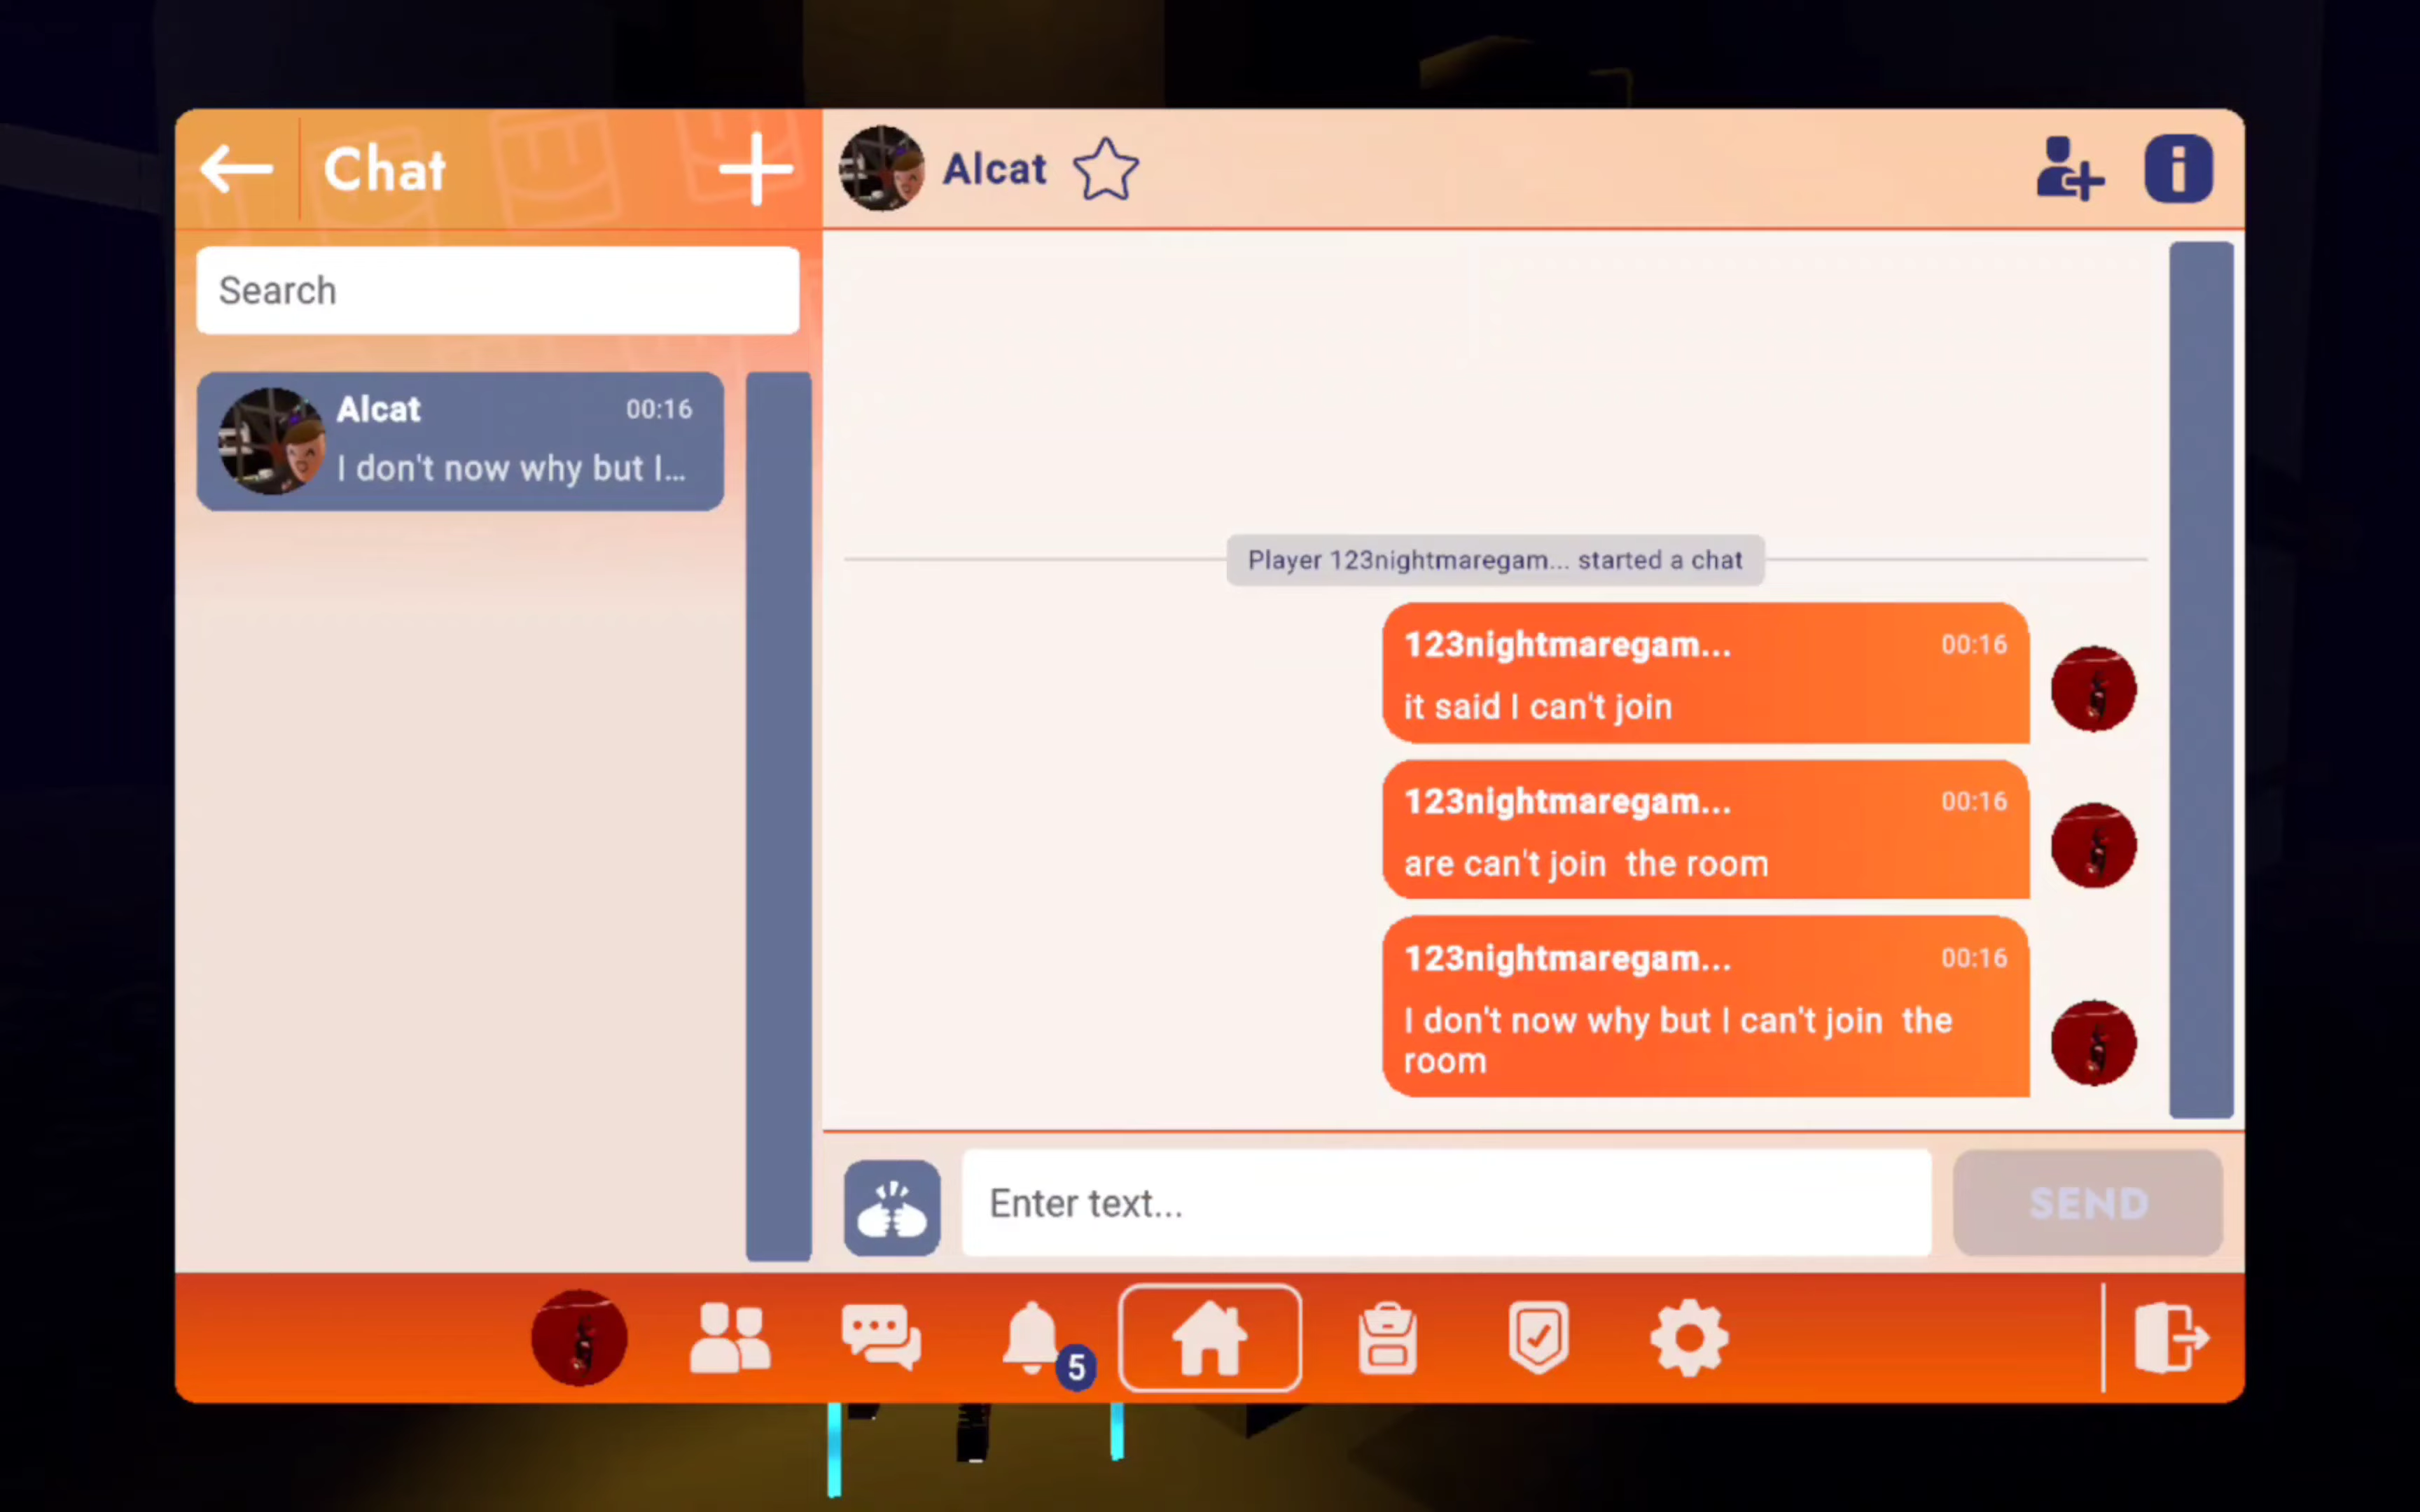 Chat
Search
Alcat 00:16
I don't now why but I...
Alcat
Player 123nightmaregam... started a chat
123nightmaregam... 00:16
it said I can't join
123nightmaregam... 00:16
are can't join  the room
123nightmaregam... 00:16
I don't now why but I can't join  the
room
Enter text...
SEND
5